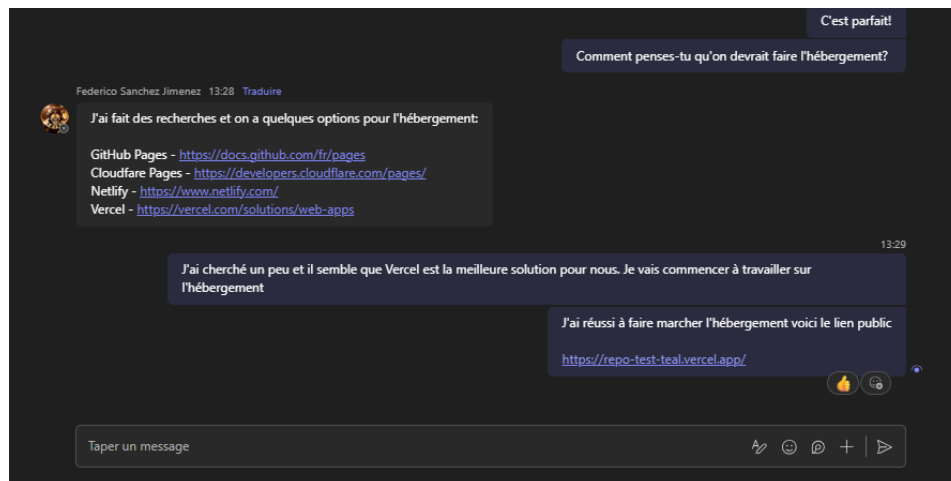 C'est parfait!
Comment penses-tu qu'on devrait faire l'hébergement?
Federico Sanchez Jimenez 13:28 Traduire
J'ai fait des recherches et on a quelques options pour l'hébergement:
GitHub Pages - https://docs.github.com/fr/pages
Cloudfare Pages - https://developers.cloudflare.com/pages/
Netlify - https://www.netlify.com/
Vercel - https://vercel.com/solutions/web-apps
13:29
J'ai cherché un peu et il semble que Vercel est la meilleure solution pour nous. Je vais commencer à travailler sur
l'hébergement
J'ai réussi à faire marcher l'hébergement voici le lien public
https://repo-test-teal.vercel.app/
Taper un message